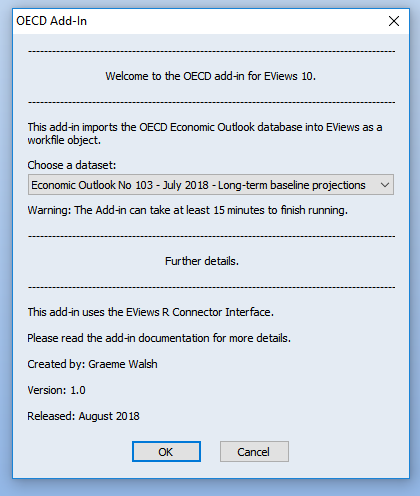 OECD Add-In
Welcome to the OECD add-in for EViews 10.
This add-in imports the OECD Economic Outlook database into EViews as a
workfile object.
Choose a dataset:
Economic Outlook No 103 - July 2018 - Long-term baseline projections
Warning: The Add-in can take at least 15 minutes to finish running.
Further details.
This add-in uses the EViews R Connector Interface.
Please read the add-in documentation for more details.
Created by: Graeme Walsh
Version: 1.0
Released: August 2018
OK
Cancel